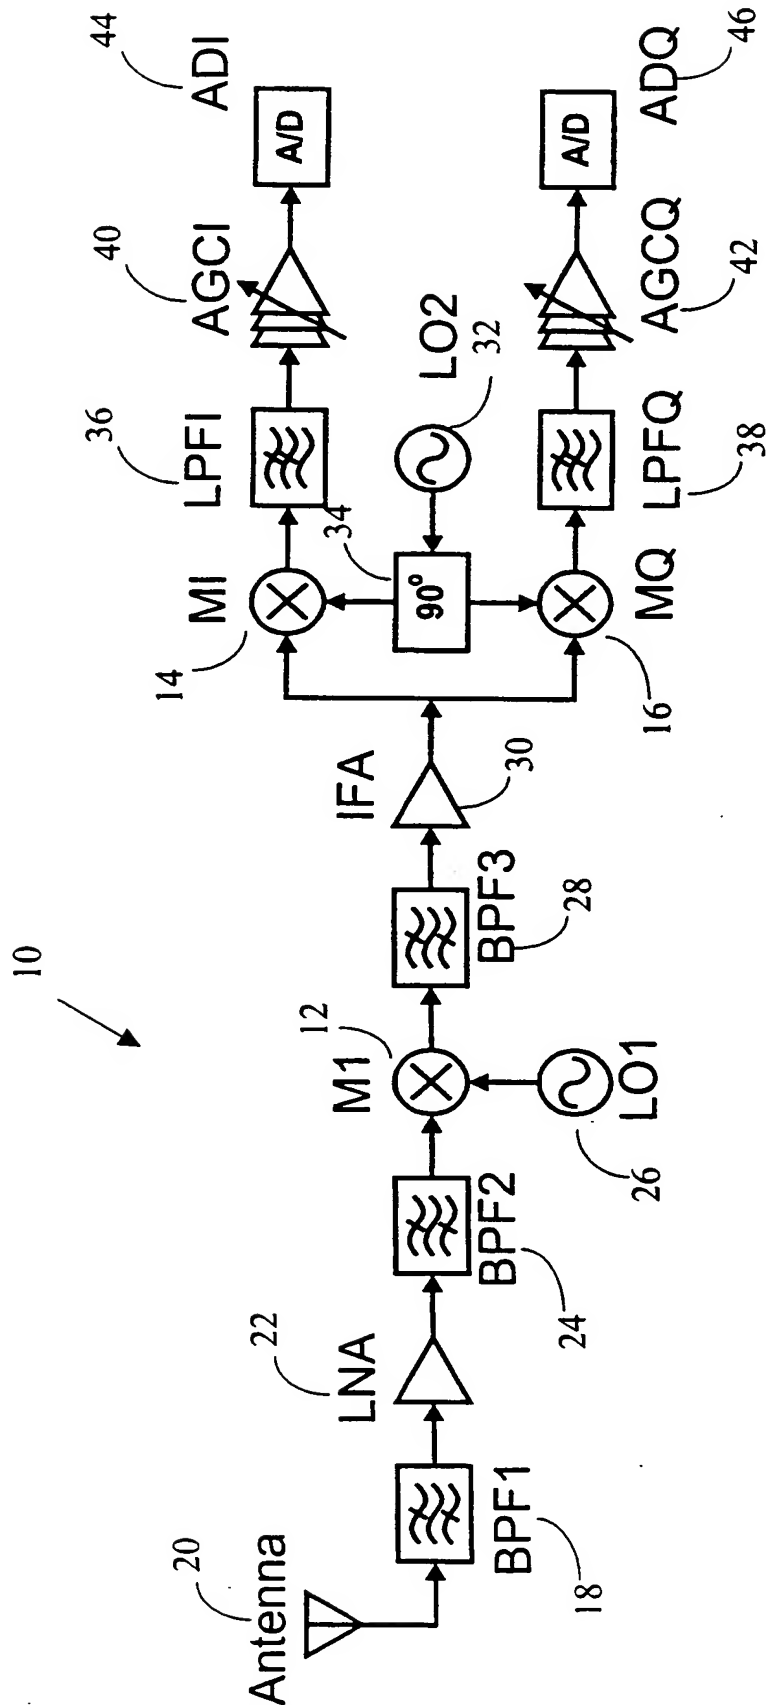 10
20
Antenna
BPF1
18
22
LNA
BPF2
24
M1
12
LO1
26
BPF3
28
IFA
30
14
MI
MQ
16
34
90°
LO2
32
36
LPFI
LPFQ
38
40
AGCI
AGCQ
42
44
ADI
A/D
A/D
ADQ
46